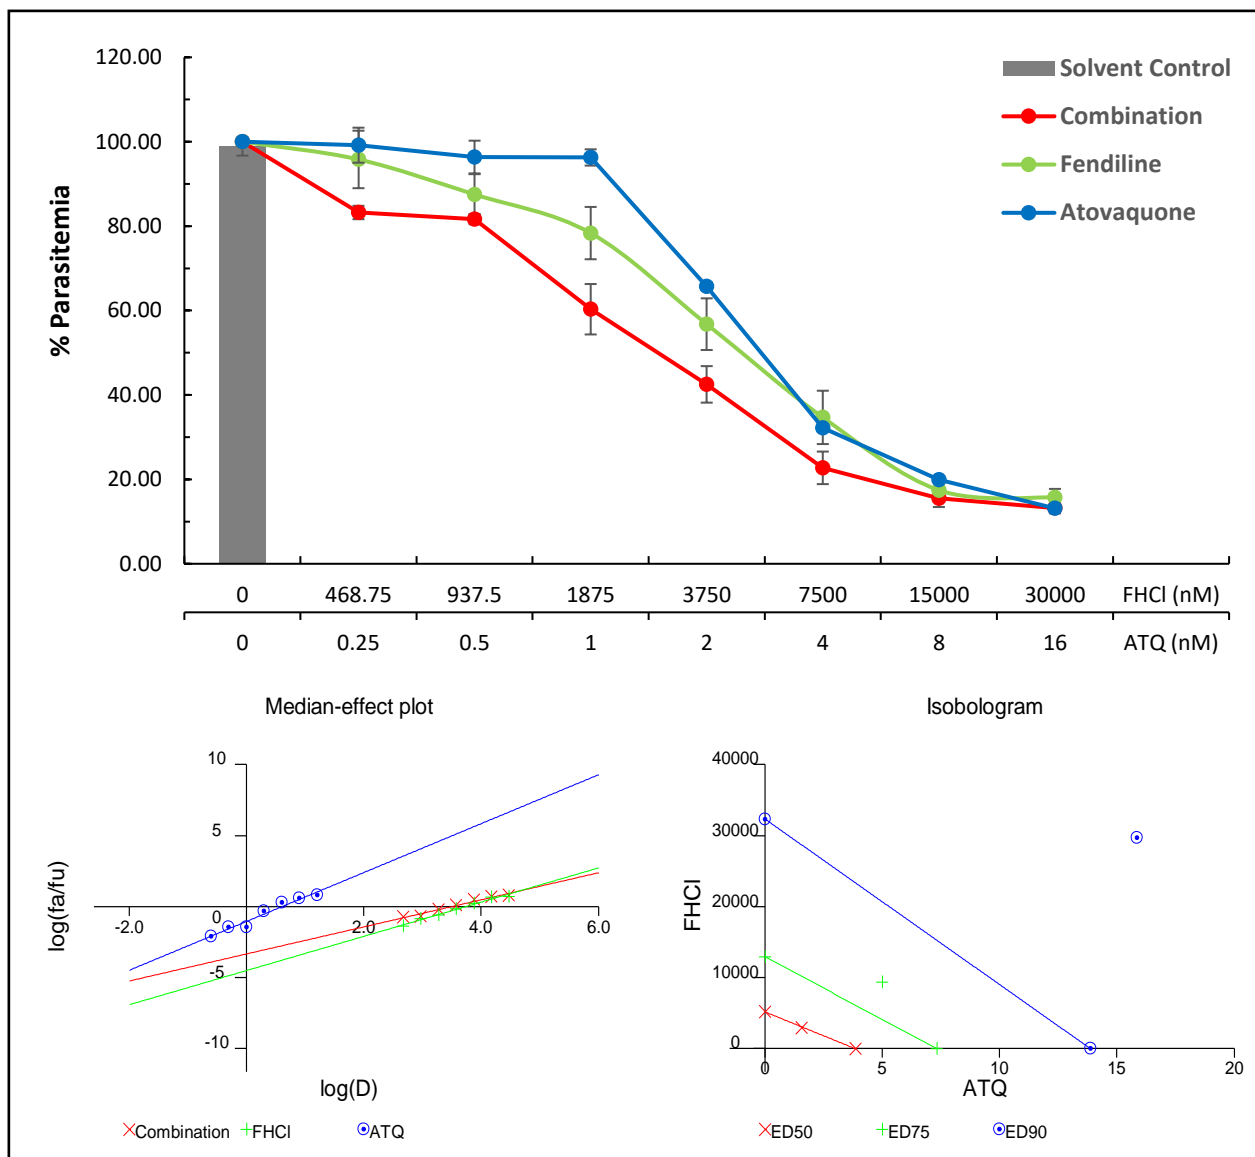 120.00
100.00
80.00
60.00
40.00
20.00
0.00
% Parasitemia
Solvent Control
Combination
Fendiline
Atovaquone
0 468.75 937.5 1875 3750 7500 15000 30000 FHCl (nM)
0 0.25 0.5 1 2 4 8 16 ATQ (nM)
Median-effect plot
10
5
0
-5
-10
-2.0 2.0 4.0 6.0
log(fa/fu)
log(D)
Combination FHCl ATQ
Isobologram
40000
30000
20000
10000
0
0 5 10 15 20
FHCl
ATQ
ED50 ED75 ED90